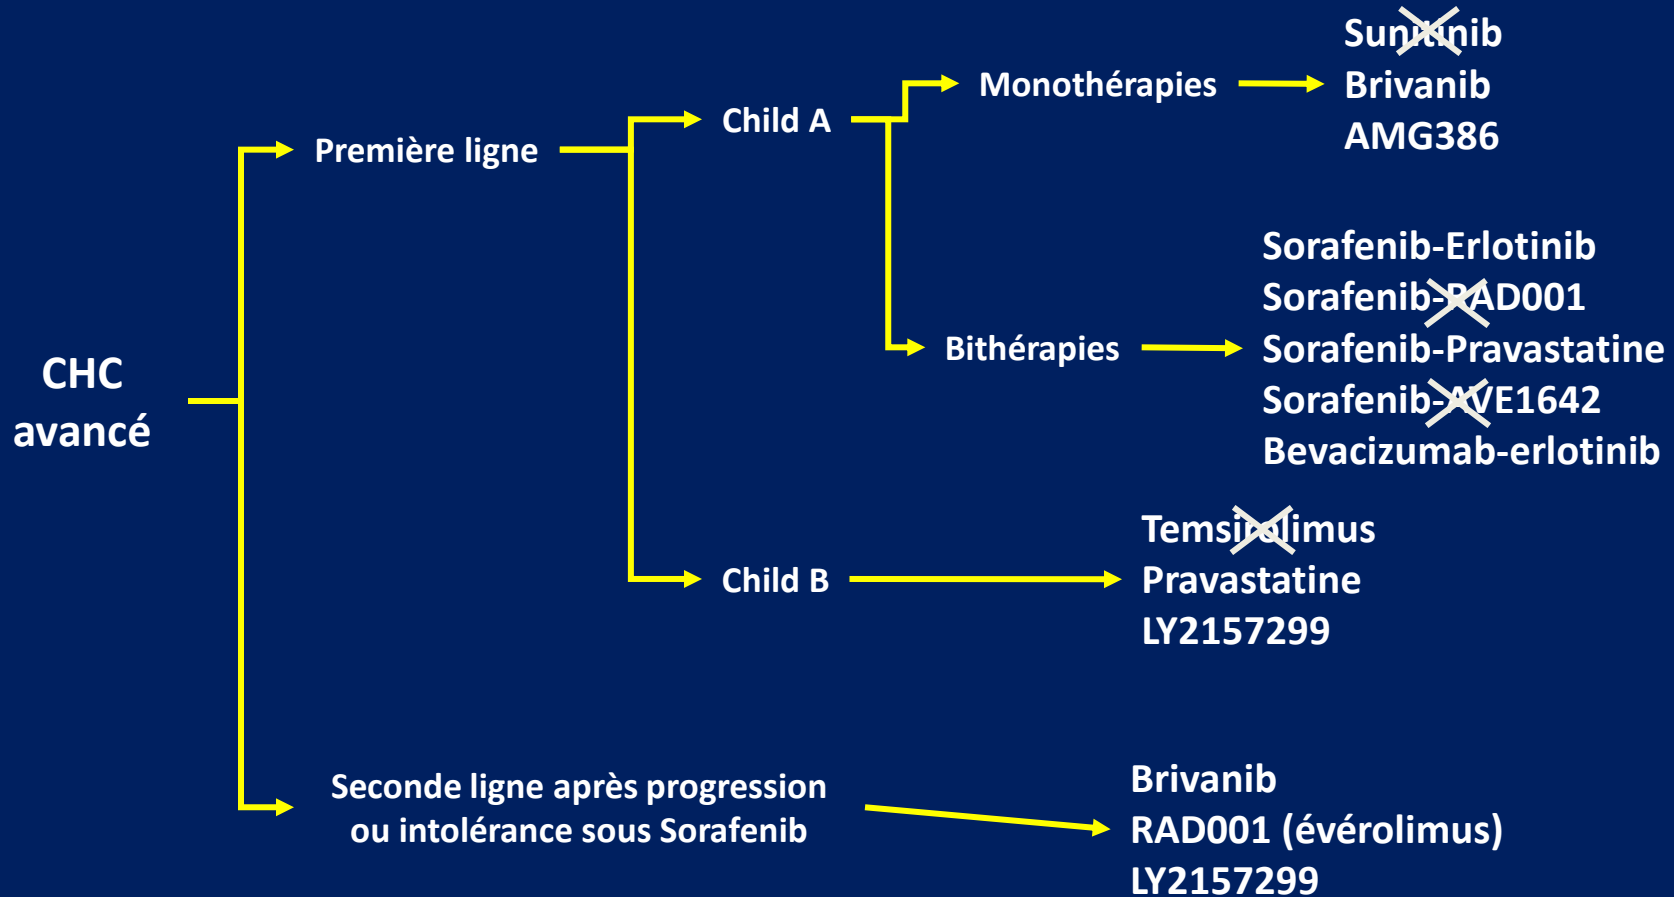 CHC
avancé
Première ligne
Child A
Monothérapies
Sunitinib
Brivanib
AMG386
Bithérapies
Sorafenib-Erlotinib
Sorafenib-RAD001
Sorafenib-Pravastatine
Sorafenib-AVE1642
Bevacizumab-erlotinib
Child B
Temsirolimus
Pravastatine
LY2157299
Seconde ligne après progression
ou intolérance sous Sorafenib
Brivanib
RAD001 (évérolimus)
LY2157299